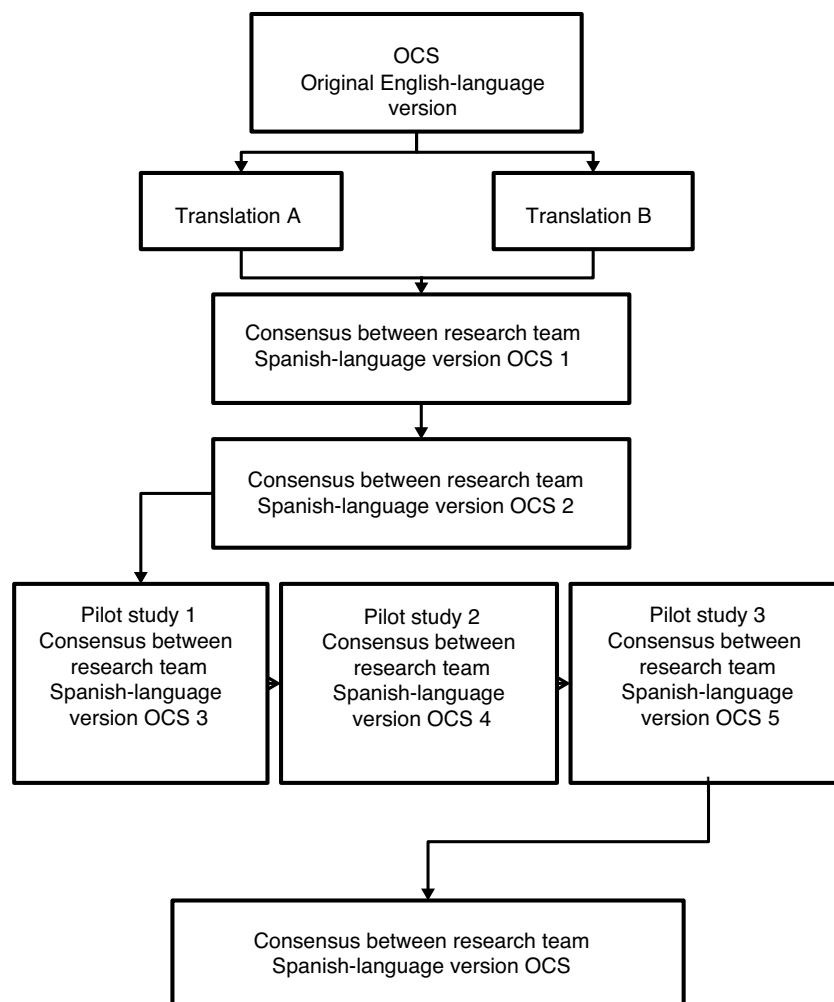 OCS
Original English-language
version
Translation A
Translation B
Consensus between research team
Spanish-language version OCS 1
Consensus between research team
Spanish-language version OCS 2
Pilot study 1
Consensus between
research team
Spanish-language
version OCS 3
Pilot study 2
Consensus between
research team
Spanish-language
version OCS 4
Pilot study 3
Consensus between
research team
Spanish-language
version OCS 5
Consensus between research team
Spanish-language version OCS